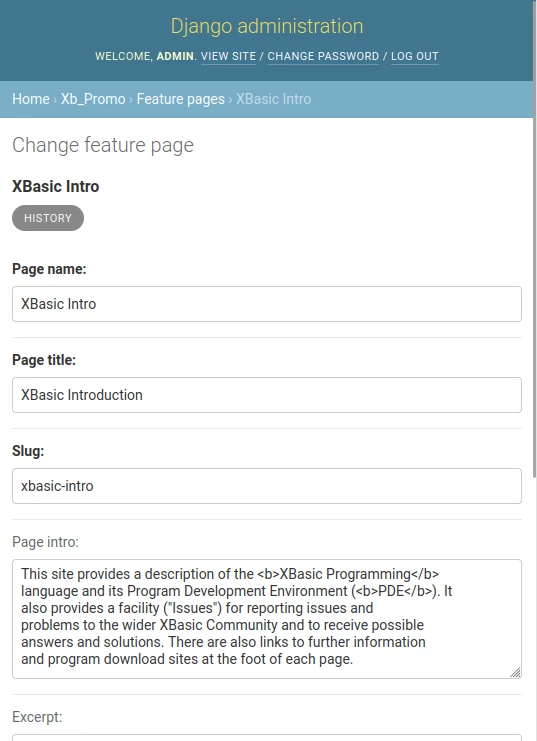 Django administration
WELCOME, ADMIN. VIEW SITE / CHANGE PASSWORD / LOG OUT
Home › Xb_Promo › Feature pages › XBasic Intro
Change feature page
XBasic Intro
HISTORY
Page name:
XBasic Intro
Page title:
XBasic Introduction
Slug:
xbasic-intro
Page intro:
This site provides a description of the <b>XBasic Programming</b>
language and its Program Development Environment (<b>PDE</b>). It
also provides a facility ("Issues") for reporting issues and
problems to the wider XBasic Community and to receive possible
answers and solutions. There are also links to further information
and program download sites at the foot of each page.
Excerpt: